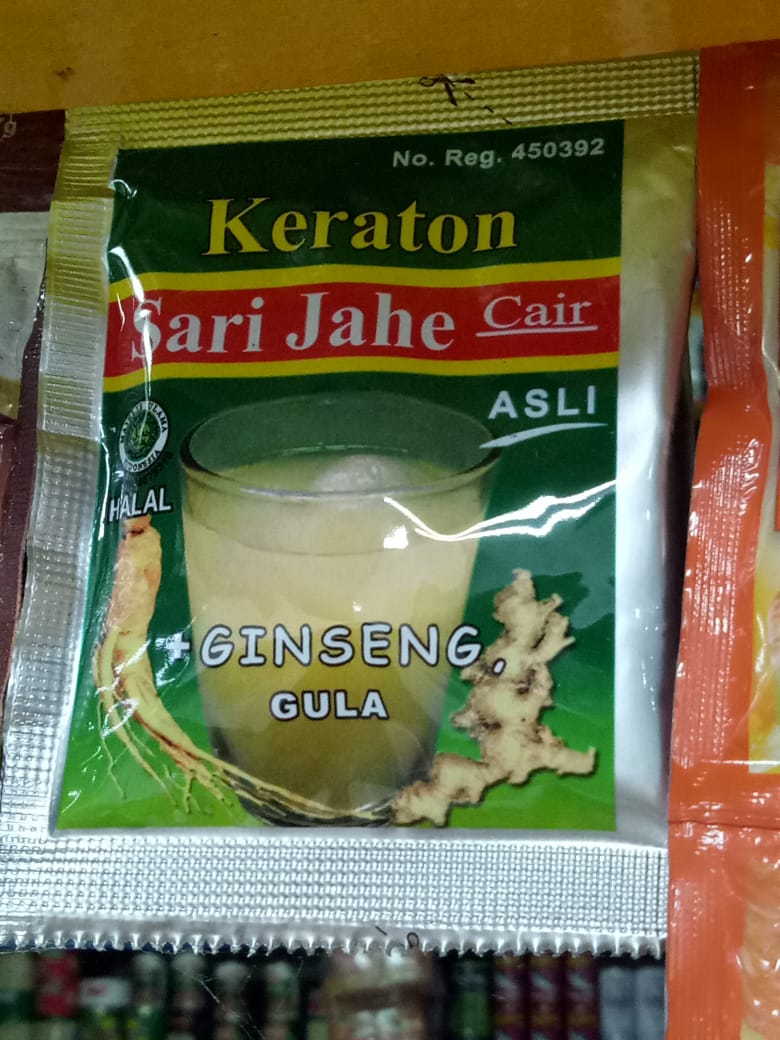 No. Reg. 450392
Keraton
Sari Jahe Cair
ASLI
HALAL
+GINSENG,
GULA